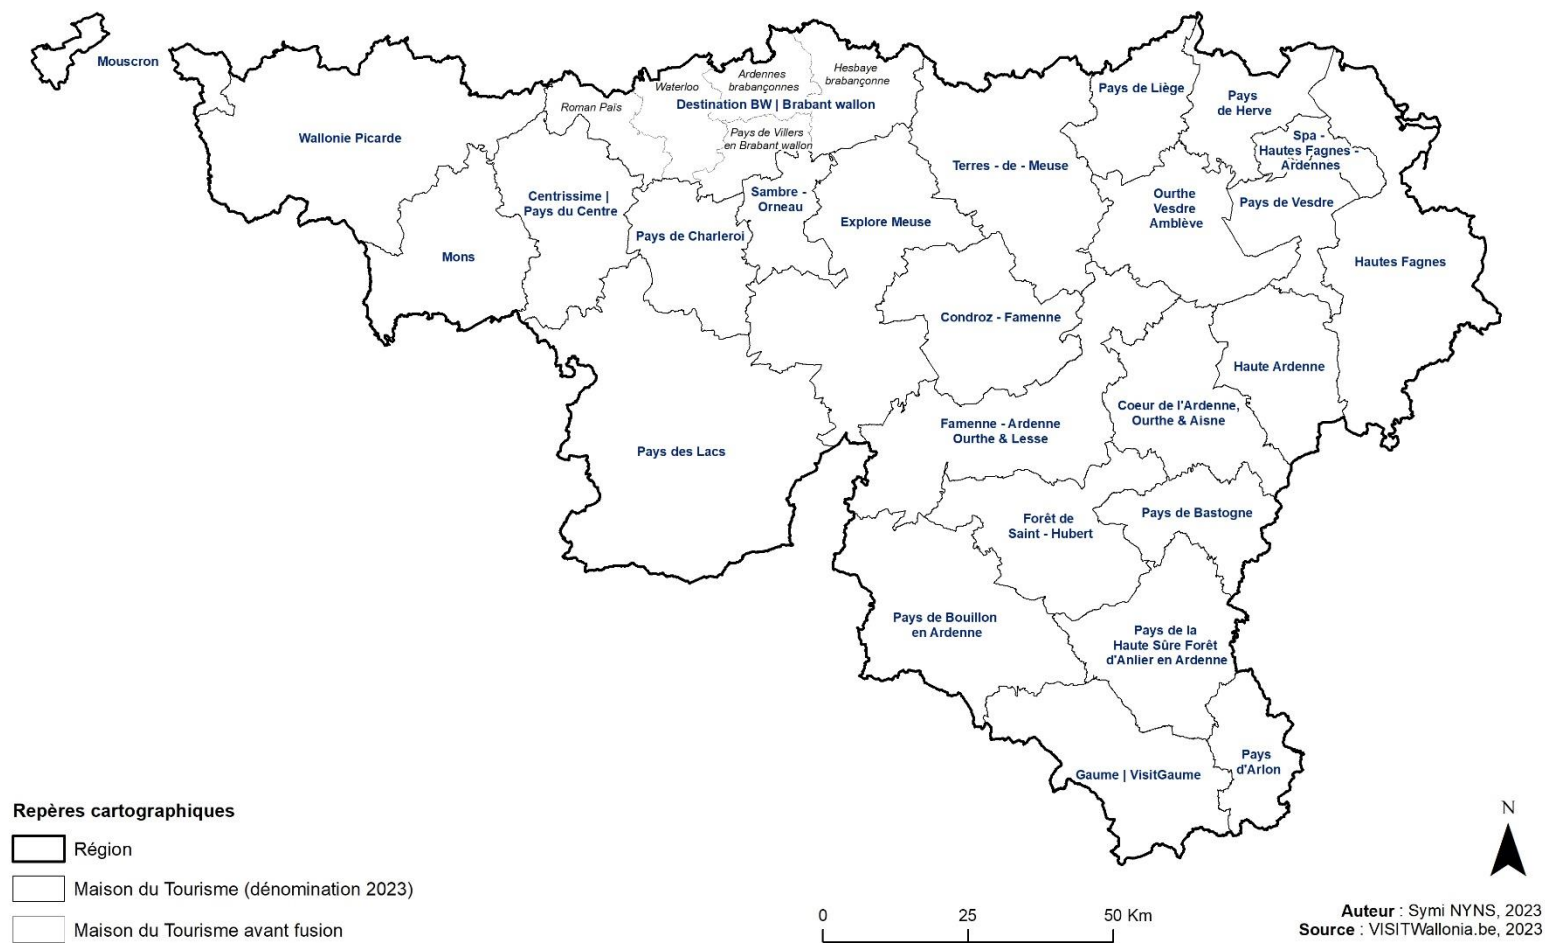 Mouscron
Wallonie Picarde
Roman Païs
Waterloo
Ardennes
brabançonnes
Hesbaye
brabançonne
Destination BW | Brabant wallon
Pays de Villers
en Brabant wallon
Pays de Liège
Pays
de Herve
Spa -
Hautes Fagnes -
Ardennes
Terres - de - Meuse
Ourthe
Vesdre
Amblève
Pays de Vesdre
Centrissime |
Pays du Centre
Sambre -
Orneau
Explore Meuse
Pays de Charleroi
Mons
Hautes Fagnes
Condroz - Famenne
Haute Ardenne
Coeur de l'Ardenne,
Ourthe & Aisne
Famenne - Ardenne
Ourthe & Lesse
Pays des Lacs
Forêt de
Saint - Hubert
Pays de Bastogne
Pays de Bouillon
en Ardenne
Pays de la
Haute Sûre Forêt
d'Anlier en Ardenne
Gaume | VisitGaume
Pays
d'Arlon
Repères cartographiques
Région
Maison du Tourisme (dénomination 2023)
Maison du Tourisme avant fusion
0 25 50 Km
N
Auteur : Symi NYNS, 2023
Source : VISITWallonia.be, 2023